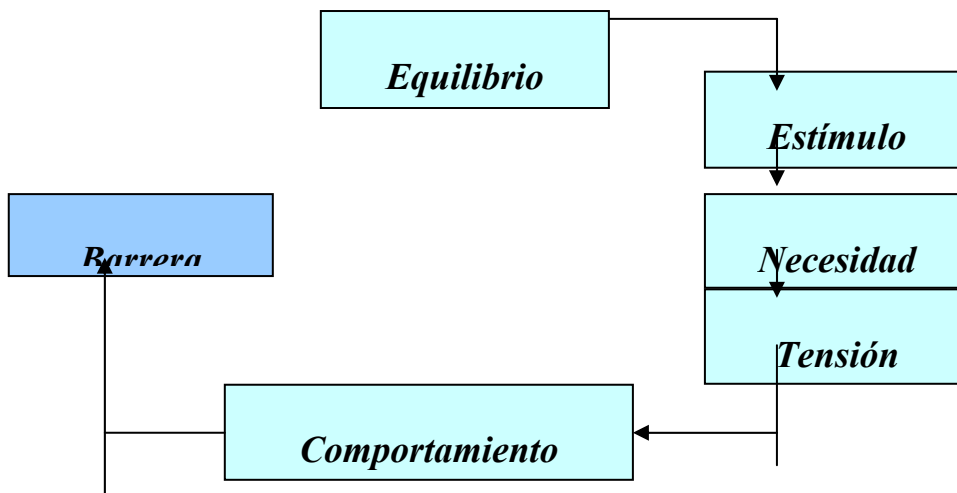 Equilibrio
Estímulo
Barrera
Necesidad
Tensión
Comportamiento